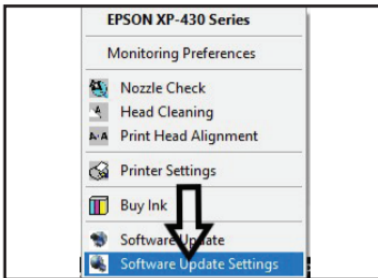 EPSON XP-430 Series
Monitoring Preferences
Nozzle Check
Head Cleaning
Print Head Alignment
Printer Settings
Buy Ink
Software Update
Software Update Settings